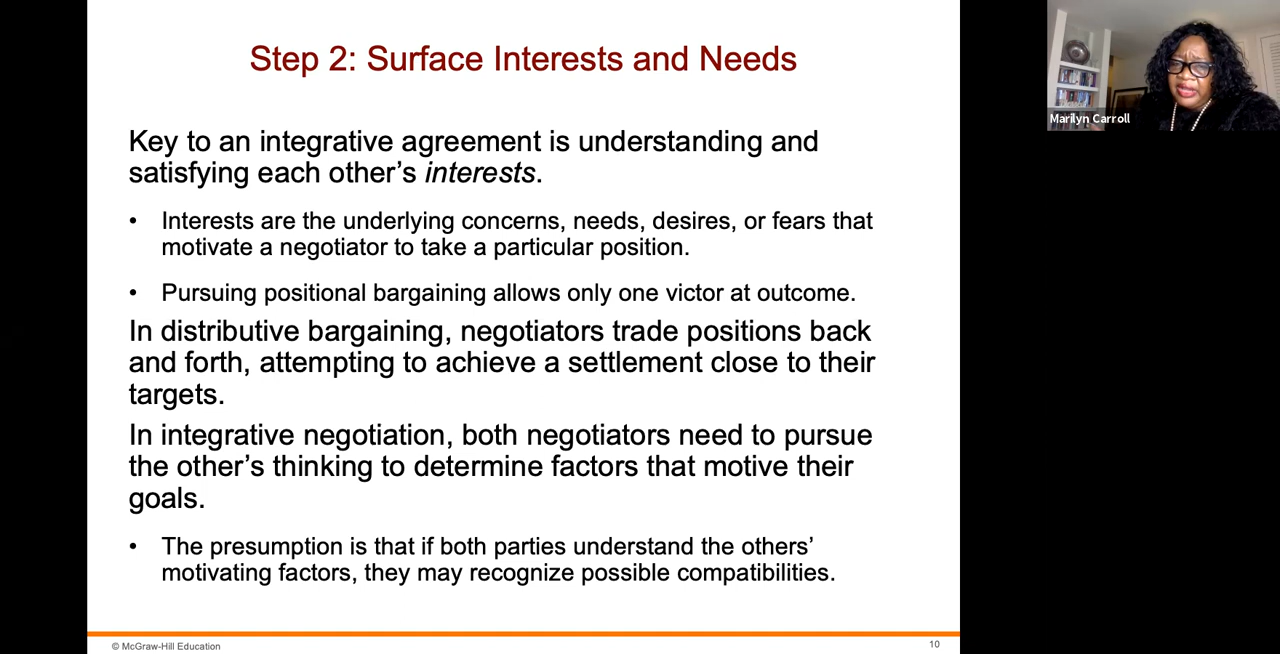 Step 2: Surface Interests and Needs
Key to an integrative agreement is understanding and
satisfying each other’s interests.
• Interests are the underlying concerns, needs, desires, or fears that
motivate a negotiator to take a particular position.
• Pursuing positional bargaining allows only one victor at outcome.
In distributive bargaining, negotiators trade positions back
and forth, attempting to achieve a settlement close to their
targets.
In integrative negotiation, both negotiators need to pursue
the other’s thinking to determine factors that motive their
goals.
• The presumption is that if both parties understand the others’
motivating factors, they may recognize possible compatibilities.
© McGraw-Hill Education
10
Marilyn Carroll